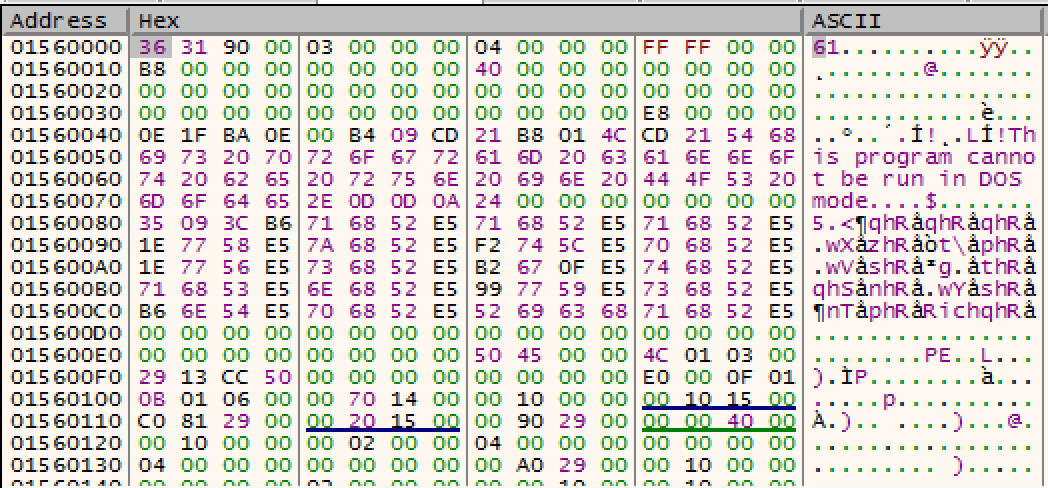 Address Hex ASCII
01560000 36 31 90 00 03 00 00 00 04 00 00 00 FF FF 00 00 61..........ÿÿ..
01560010 B8 00 00 00 00 00 00 00 40 00 00 00 00 00 00 00 ¸.......@.......
01560020 00 00 00 00 00 00 00 00 00 00 00 00 00 00 00 00 ................
01560030 00 00 00 00 00 00 00 00 00 00 00 00 E8 00 00 00 ............è...
01560040 0E 1F BA 0E 00 B4 09 CD 21 B8 01 4C CD 21 54 68 ..º..´.Í!¸.LÍ!Th
01560050 69 73 20 70 72 6F 67 72 61 6D 20 63 61 6E 6E 6F is program canno
01560060 74 20 62 65 20 72 75 6E 20 69 6E 20 44 4F 53 20 t be run in DOS
01560070 6D 6F 64 65 2E 0D 0D 0A 24 00 00 00 00 00 00 00 mode....$.......
01560080 35 09 3C B6 71 68 52 E5 71 68 52 E5 71 68 52 E5 5.<¶qhRåqhRåqhRå
01560090 1E 77 58 E5 7A 68 52 E5 F2 74 5C E5 70 68 52 E5 .wXåzhRåòt\åphRå
015600A0 1E 77 56 E5 73 68 52 E5 B2 67 0F E5 74 68 52 E5 .wVåshRå²g.åthRå
015600B0 71 68 53 E5 6E 68 52 E5 99 77 59 E5 73 68 52 E5 qhSånhRå.wYåshRå
015600C0 B6 6E 54 E5 70 68 52 E5 52 69 63 68 71 68 52 E5 ¶nTåphRåRichqhRå
015600D0 00 00 00 00 00 00 00 00 00 00 00 00 00 00 00 00 ................
015600E0 00 00 00 00 00 00 00 00 50 45 00 00 4C 01 03 00 ........PE..L...
015600F0 29 13 CC 50 00 00 00 00 00 00 00 00 E0 00 0F 01 ).ÌP........à...
01560100 0B 01 06 00 00 70 14 00 00 10 00 00 00 10 15 00 .....p..........
01560110 C0 81 29 00 00 20 15 00 00 90 29 00 00 00 40 00 À.).. ....)...@.
01560120 00 10 00 00 00 02 00 00 04 00 00 00 00 00 00 00 ................
01560130 04 00 00 00 00 00 00 00 00 A0 29 00 00 10 00 00 ......... ).....